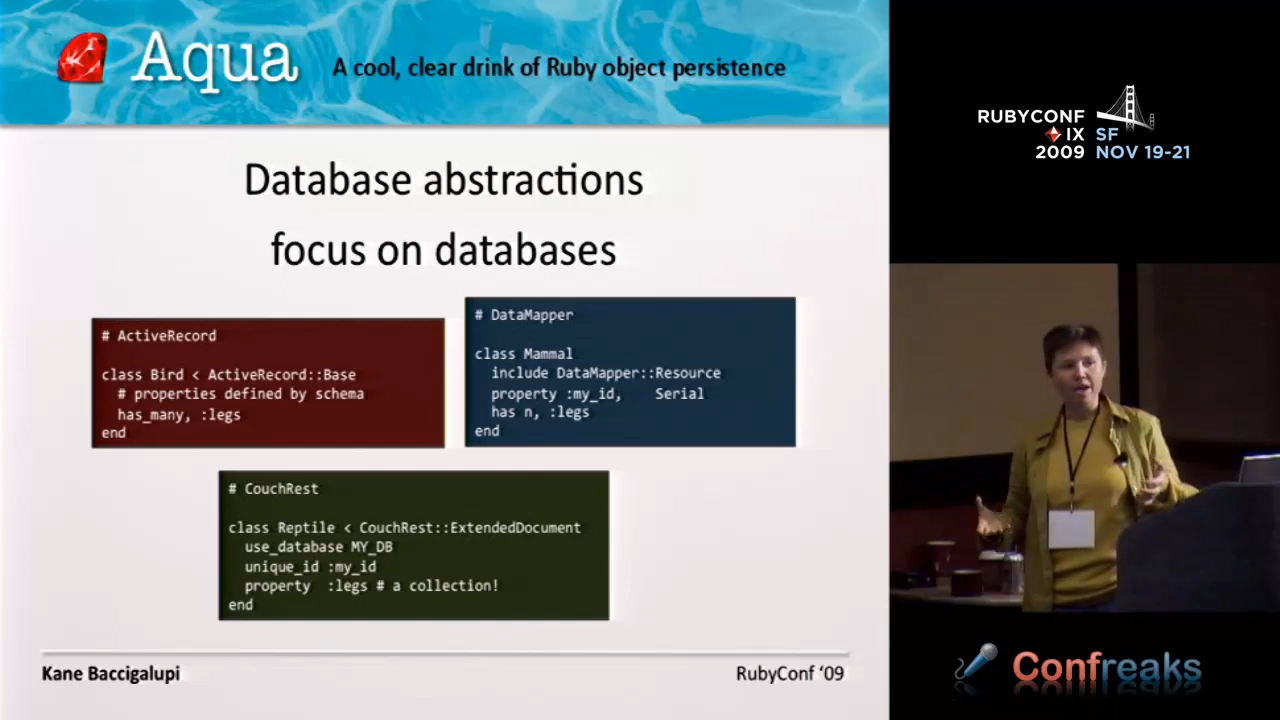 Aqua
A cool, clear drink of Ruby object persistence
Database abstractions
focus on databases
# ActiveRecord
class Bird < ActiveRecord::Base
# properties defined by schema
has_many, :legs
end
# DataMapper
class Mammal
include DataMapper::Resource
property :my_id, Serial
has n, :legs
end
# CouchRest
class Reptile < CouchRest::ExtendedDocument
use_database MY_DB
unique_id :my_id
property :legs # a collection!
end
Kane Baccigalupi
RubyConf ‘09
RUBYCONF
IX SF
2009 NOV 19-21
Confreaks